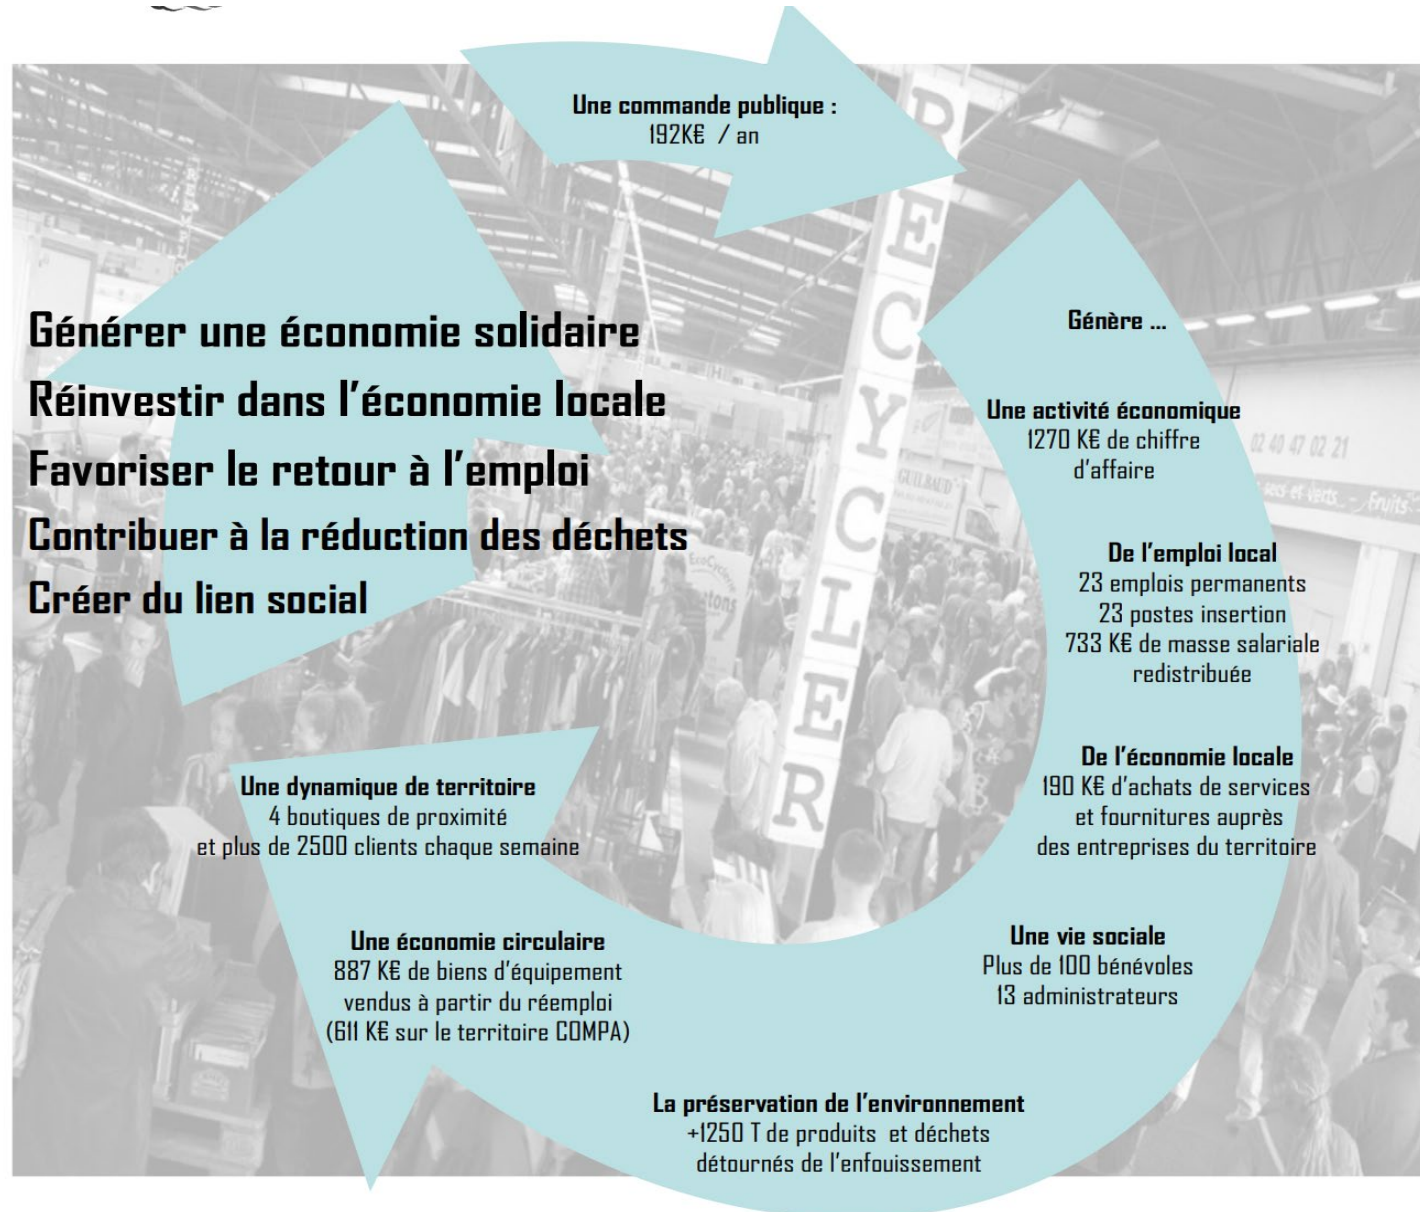 Une commande publique :
192K€ / an
Génère ...
Une activité économique
1270 K€ de chiffre
d'affaire
De l'emploi local
23 emplois permanents
23 postes insertion
733 K€ de masse salariale
redistribuée
De l'économie locale
190 K€ d'achats de services
et fournitures auprès
des entreprises du territoire
Une vie sociale
Plus de 100 bénévoles
13 administrateurs
La préservation de l'environnement
+1250 T de produits et déchets
détournés de l'enfouissement
Une économie circulaire
887 K€ de biens d'équipement
vendus à partir du réemploi
(611 K€ sur le territoire COMPA)
Une dynamique de territoire
4 boutiques de proximité
et plus de 2500 clients chaque semaine
Générer une économie solidaire
Réinvestir dans l'économie locale
Favoriser le retour à l'emploi
Contribuer à la réduction des déchets
Créer du lien social
RECYCLER
GUILBAUD
02 40 47 02 21
secs et verts - Fruits